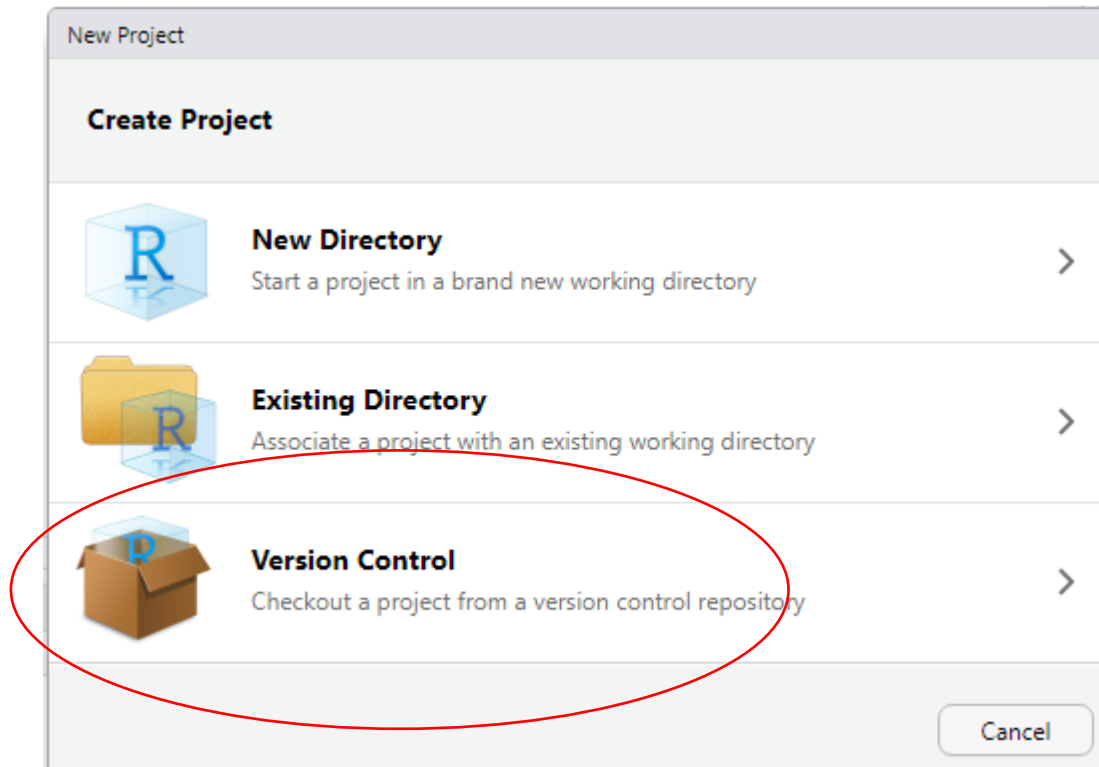 New Project
Create Project
R
New Directory
Start a project in a brand new working directory
R
Existing Directory
Associate a project with an existing working directory
R
Version Control
Checkout a project from a version control repository
Cancel